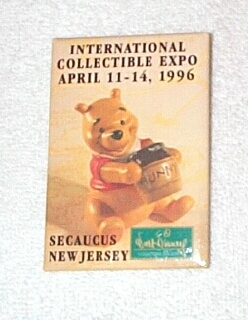 INTERNATIONAL
COLLECTIBLE EXPO
APRIL 11-14, 1996
HUNNY
SECAUCUS
NEW JERSEY
Walt Disney